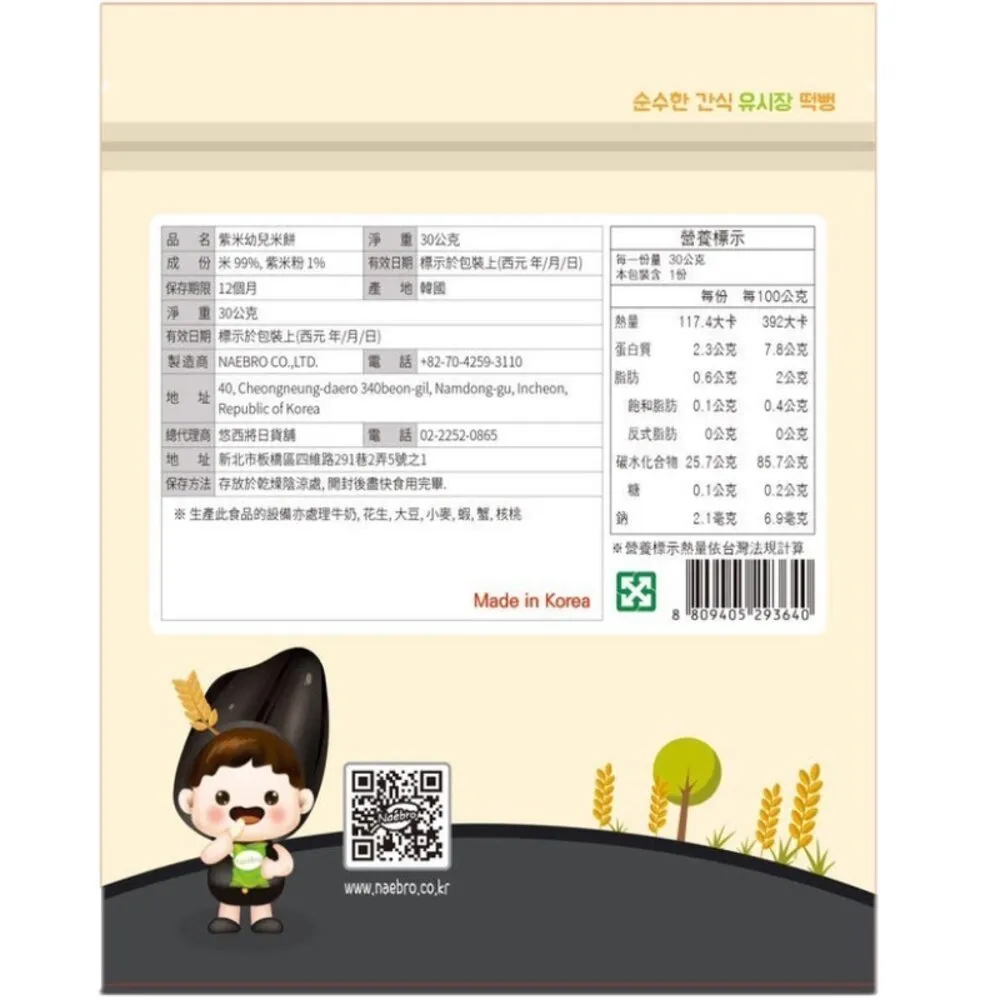 순수한 간식 유시장 떡뻥
品名 紫米幼兒米餅 淨重 30公克
成份 米 99%, 紫米粉 1% 有效日期 標示於包裝上(西元 年/月/日)
保存期限 12個月 產地 韓國
淨重 30公克
有效日期 標示於包裝上(西元 年/月/日)
製造商 NAEBRO CO.,LTD. 電話 +82-70-4259-3110
地址 40, Cheongneung-daero 340beon-gil, Namdong-gu, Incheon,
Republic of Korea
總代理商 悠西將日貨舖 電話 02-2252-0865
地址 新北市板橋區四維路291巷2弄5號之1
保存方法 存放於乾燥陰涼處, 開封後盡快食用完畢.
※ 生產此食品的設備亦處理牛奶, 花生, 大豆, 小麥, 蝦, 蟹, 核桃
Made in Korea
營養標示
每一份量 30公克
本包裝含 1份
每份 每100公克
熱量 117.4大卡 392大卡
蛋白質 2.3公克 7.8公克
脂肪 0.6公克 2公克
飽和脂肪 0.1公克 0.4公克
反式脂肪 0公克 0公克
碳水化合物 25.7公克 85.7公克
糖 0.1公克 0.2公克
鈉 2.1毫克 6.9毫克
※營養標示熱量依台灣法規計算
8 809405 293640
Naebro
Naebro
www.naebro.co.kr